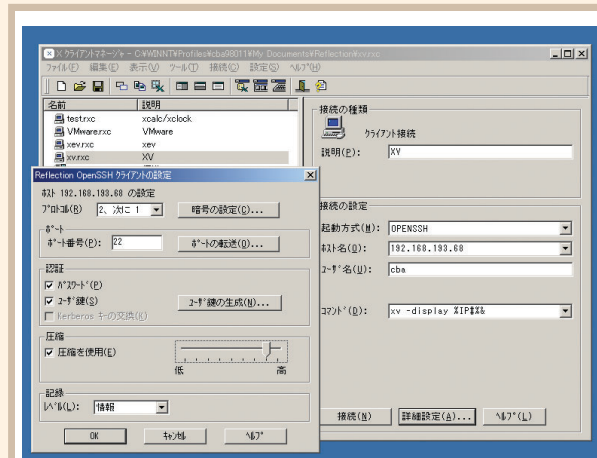 X クライアントマネージャ - C:¥WINNT¥Profiles¥cba98011¥My Documents¥Reflection¥xv.rxc
ファイル(F) 編集(E) 表示(V) ツール(T) 接続(C) 設定(S) ヘルプ(H)
名前 説明
test.rxc xcalc/xclock
VMware.rxc VMware
xev.rxc xev
xv.rxc XV
接続の種類
クライアント接続
説明(P): XV
接続の設定
起動方式(M): OPENSSH
ホスト名(O): 192.168.193.68
ユーザ名(U): cba
コマンド(D): xv -display %IP#%&
接続(N) 詳細設定(A)... ヘルプ(L)
Reflection OpenSSH クライアントの設定
ホスト 192.168.193.68 の設定
プロトコル(R) 2、次に 1 暗号の設定(C)...
ポート
ポート番号(P): 22 ポートの転送(O)...
認証
パスワード(P)
ユーザ鍵(S) ユーザ鍵の生成(N)...
Kerberos キーの交換(K)
圧縮
圧縮を使用(E)
低 高
記録
レベル(L): 情報
OK キャンセル ヘルプ